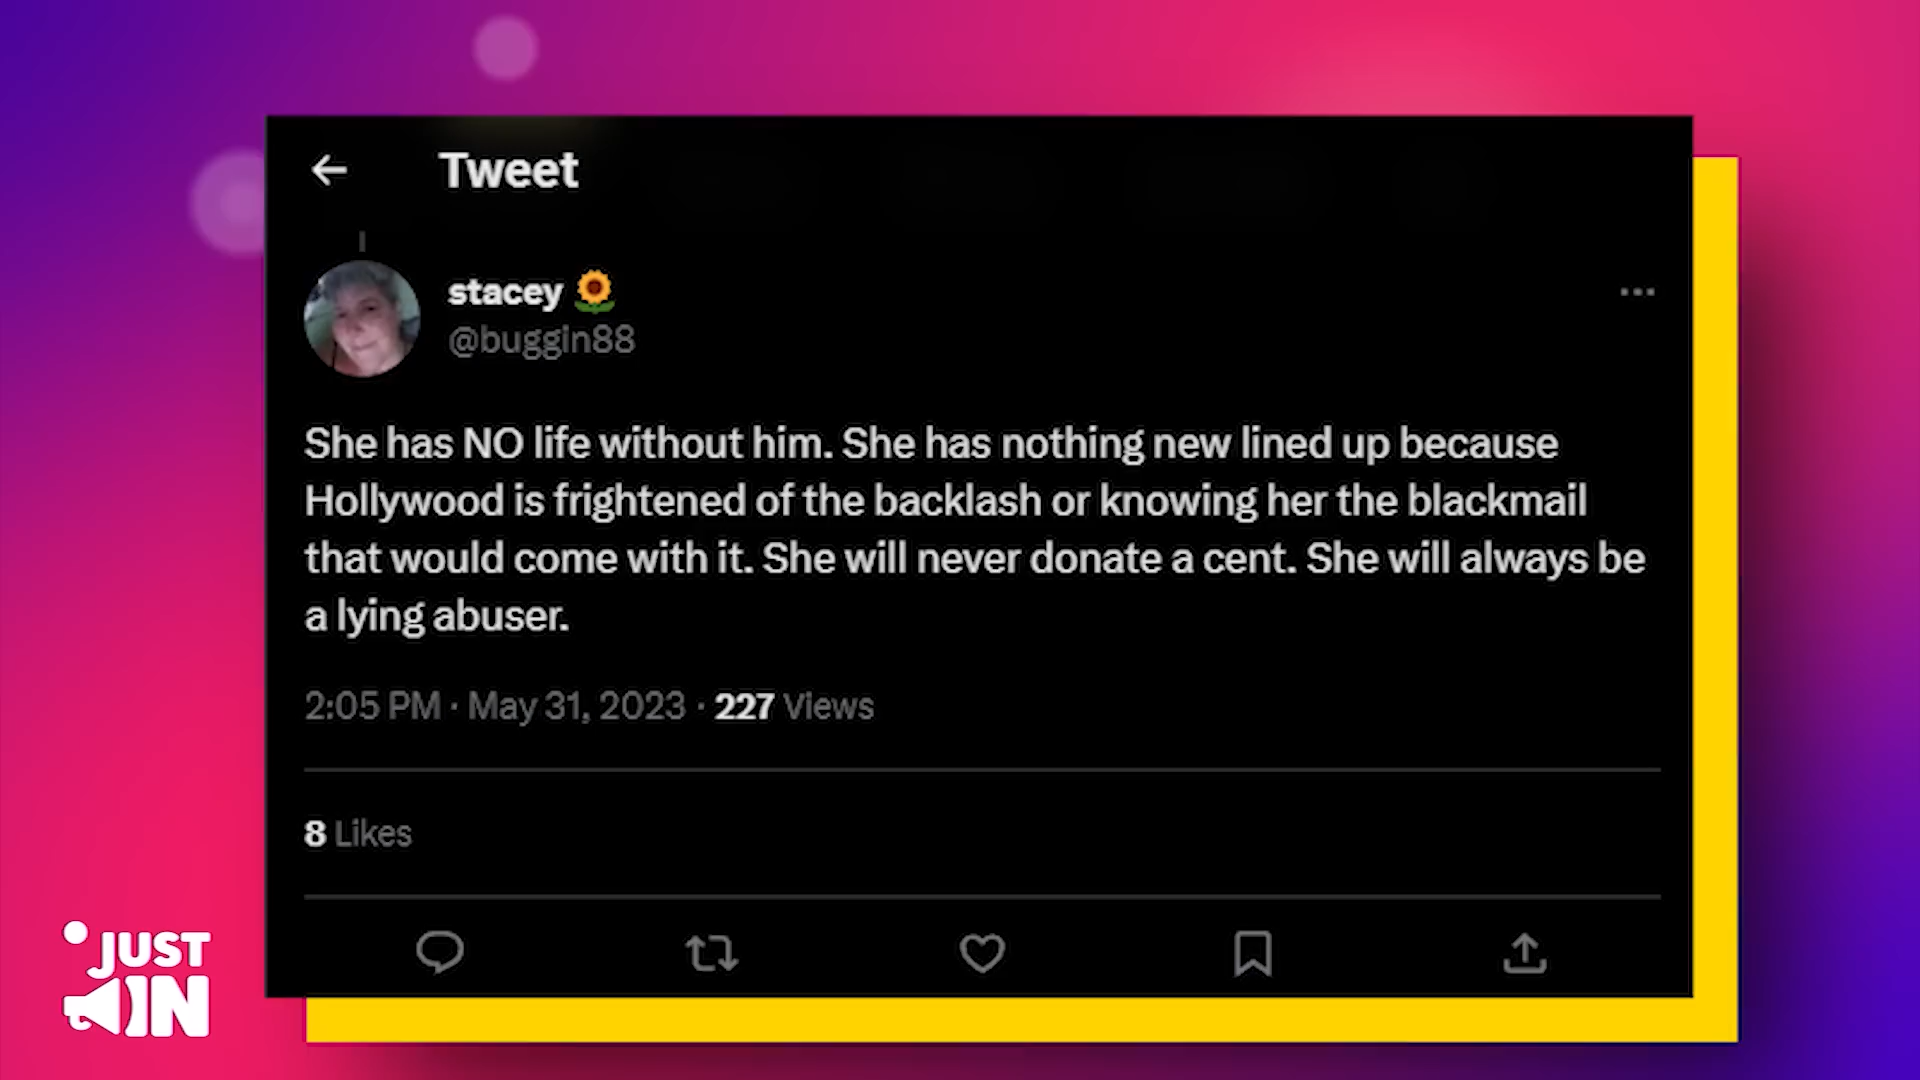 Tweet
stacey 🌻
@buggin88
She has NO life without him. She has nothing new lined up because
Hollywood is frightened of the backlash or knowing her the blackmail
that would come with it. She will never donate a cent. She will always be
a lying abuser.
2:05 PM · May 31, 2023 · 227 Views
8 Likes
JUST
IN